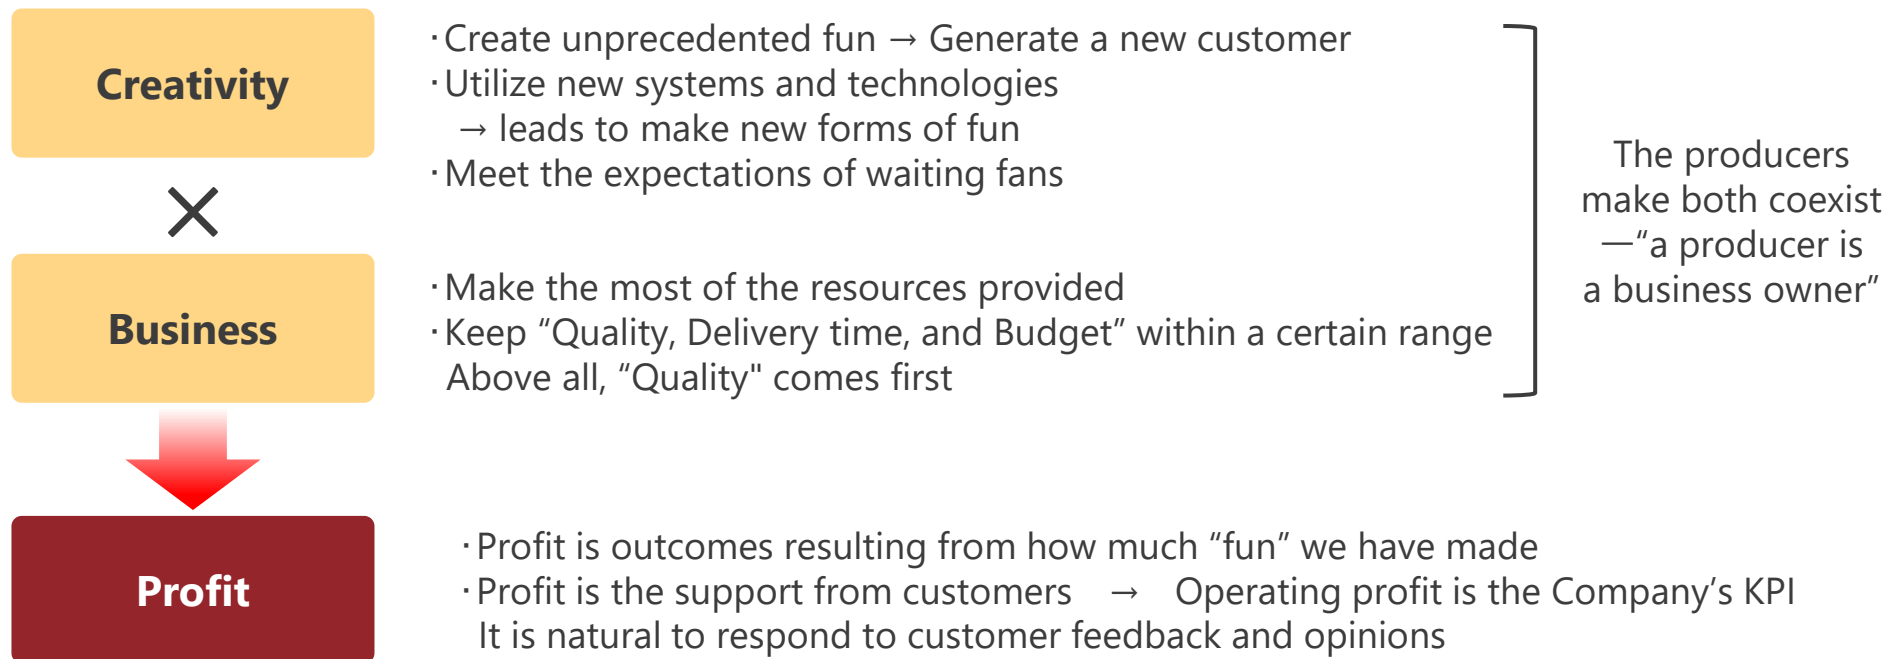 Creativity
·Create unprecedented fun → Generate a new customer
·Utilize new systems and technologies
→ leads to make new forms of fun
·Meet the expectations of waiting fans
×
Business
·Make the most of the resources provided
·Keep “Quality, Delivery time, and Budget” within a certain range
Above all, “Quality" comes first
The producers
make both coexist
—“a producer is
a business owner”
Profit
·Profit is outcomes resulting from how much “fun” we have made
·Profit is the support from customers → Operating profit is the Company’s KPI
It is natural to respond to customer feedback and opinions